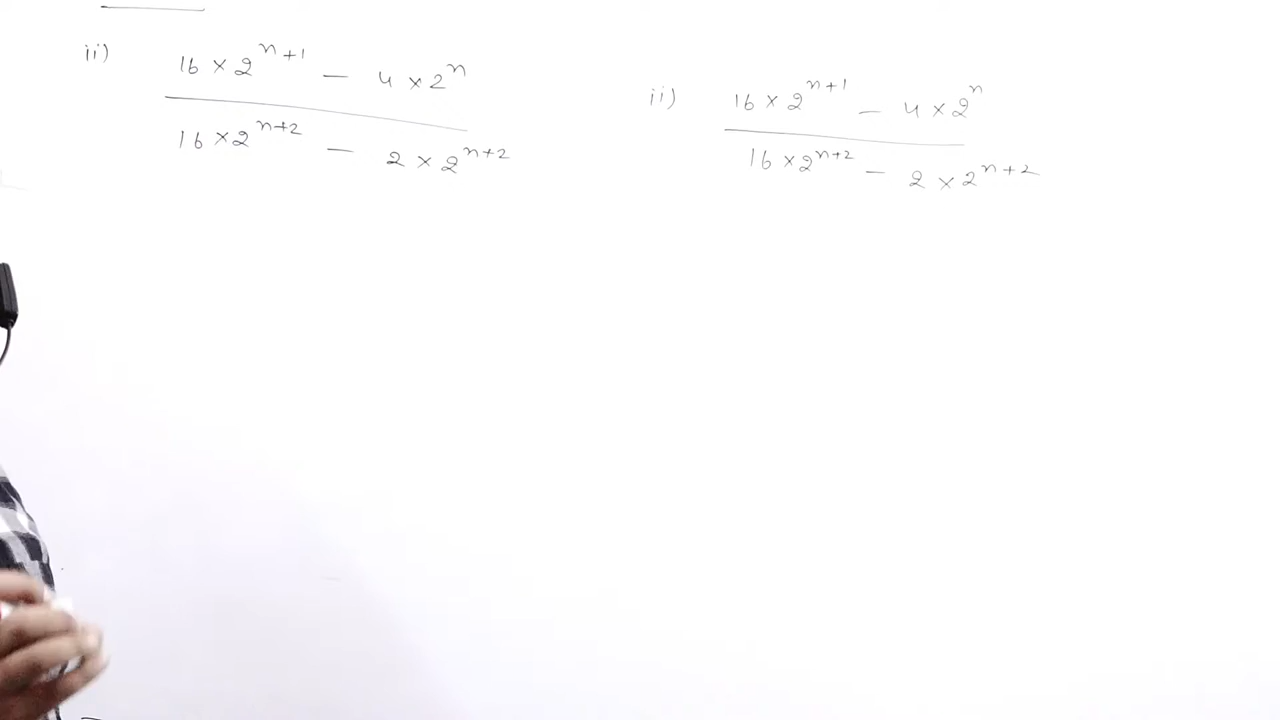 ii) 16 × 2^{n+1} − 4 × 2^n
16 × 2^{n+2} − 2 × 2^{n+2}
ii) 16 × 2^{n+1} − 4 × 2^n
16 × 2^{n+2} − 2 × 2^{n+2}